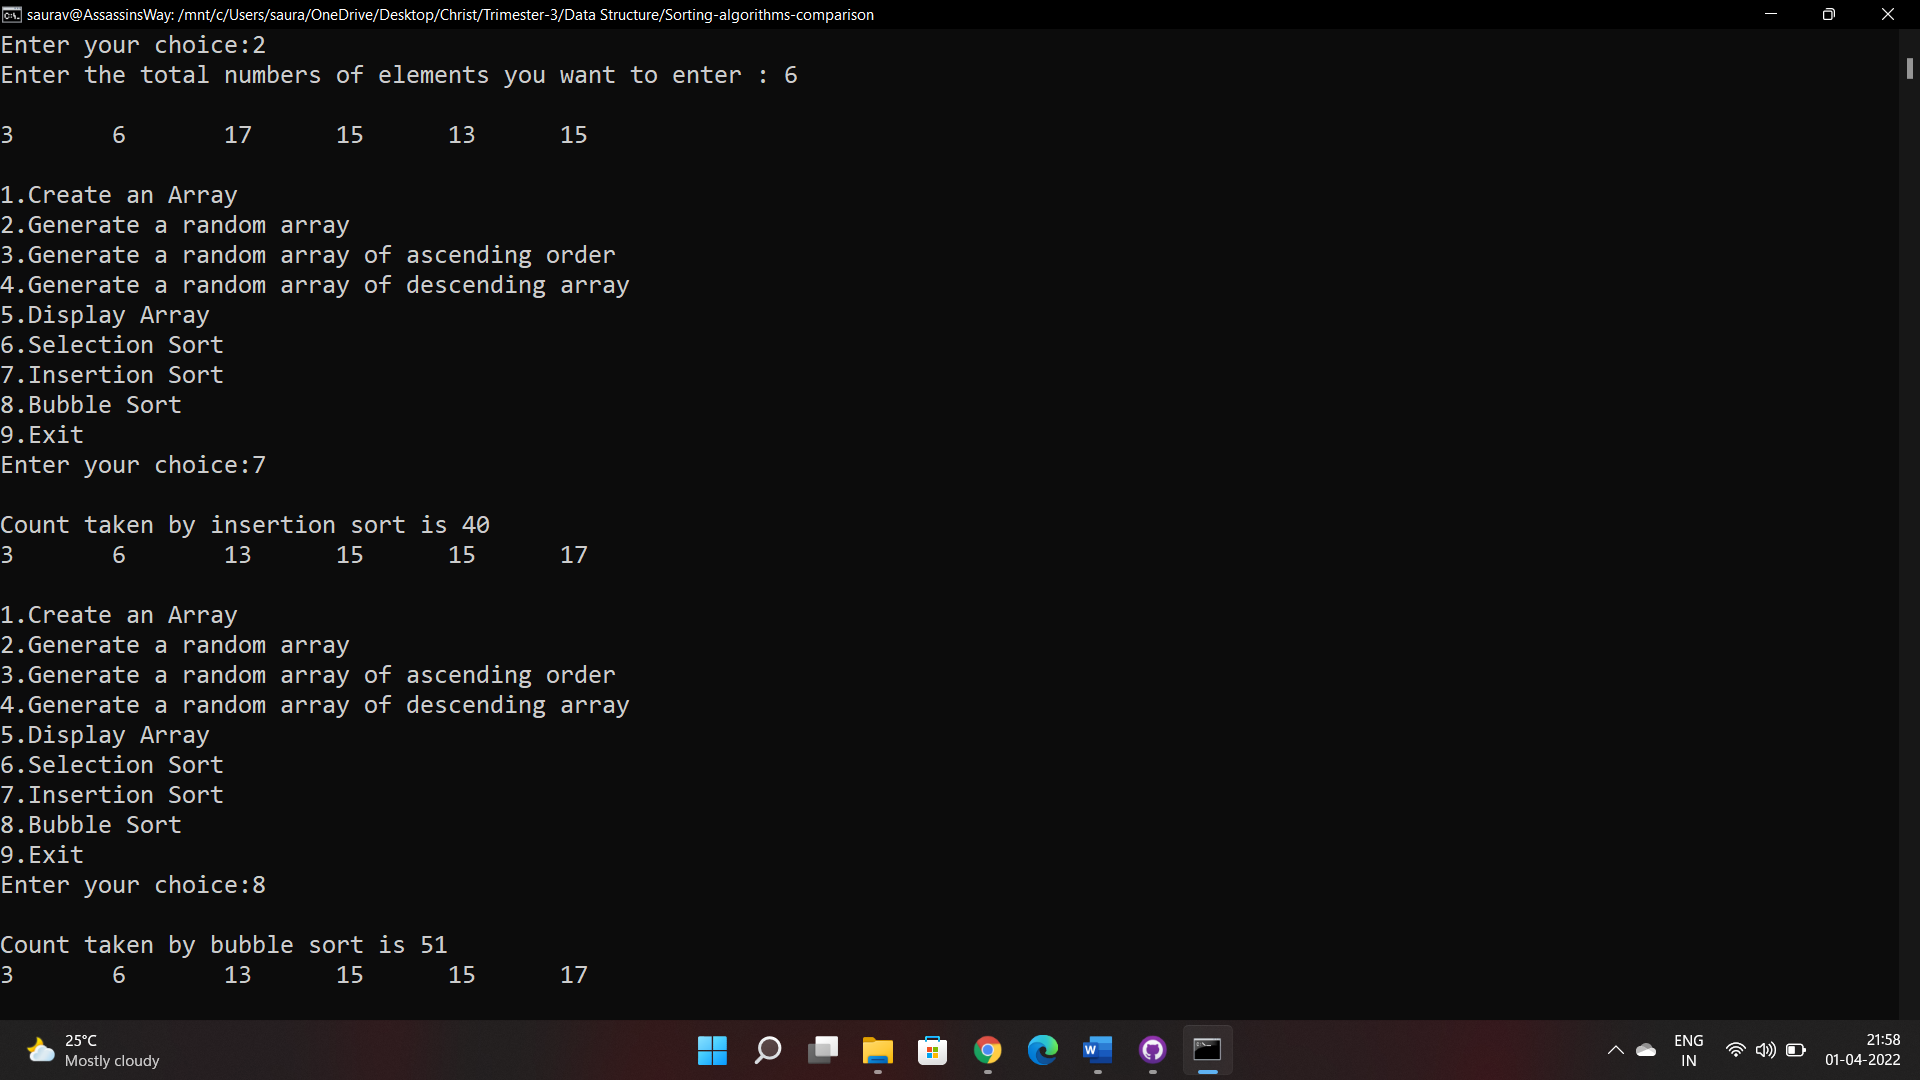 saurav@AssassinsWay: /mnt/c/Users/saura/OneDrive/Desktop/Christ/Trimester-3/Data Structure/Sorting-algorithms-comparison
Enter your choice:2
Enter the total numbers of elements you want to enter : 6
3 6 17 15 13 15
1.Create an Array
2.Generate a random array
3.Generate a random array of ascending order
4.Generate a random array of descending array
5.Display Array
6.Selection Sort
7.Insertion Sort
8.Bubble Sort
9.Exit
Enter your choice:7
Count taken by insertion sort is 40
3 6 13 15 15 17
1.Create an Array
2.Generate a random array
3.Generate a random array of ascending order
4.Generate a random array of descending array
5.Display Array
6.Selection Sort
7.Insertion Sort
8.Bubble Sort
9.Exit
Enter your choice:8
Count taken by bubble sort is 51
3 6 13 15 15 17
25°C
Mostly cloudy
ENG
IN
21:58
01-04-2022